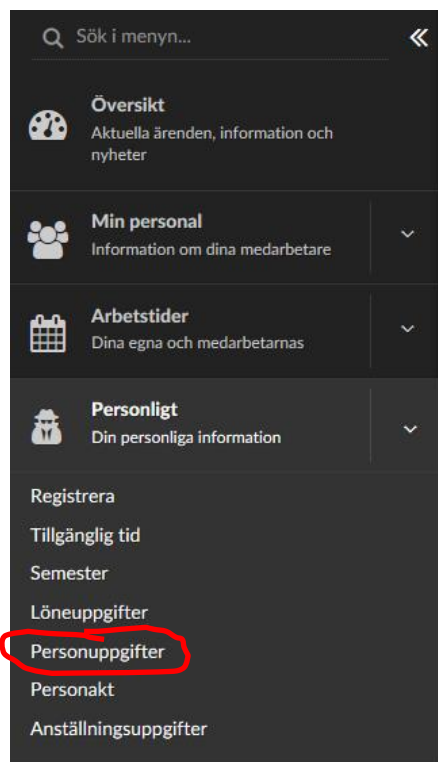 Sök i menyn...
Översikt
Aktuella ärenden, information och
nyheter
Min personal
Information om dina medarbetare
Arbetstider
Dina egna och medarbetarnas
Personligt
Din personliga information
Registrera
Tillgänglig tid
Semester
Löneuppgifter
Personuppgifter
Personakt
Anställningsuppgifter